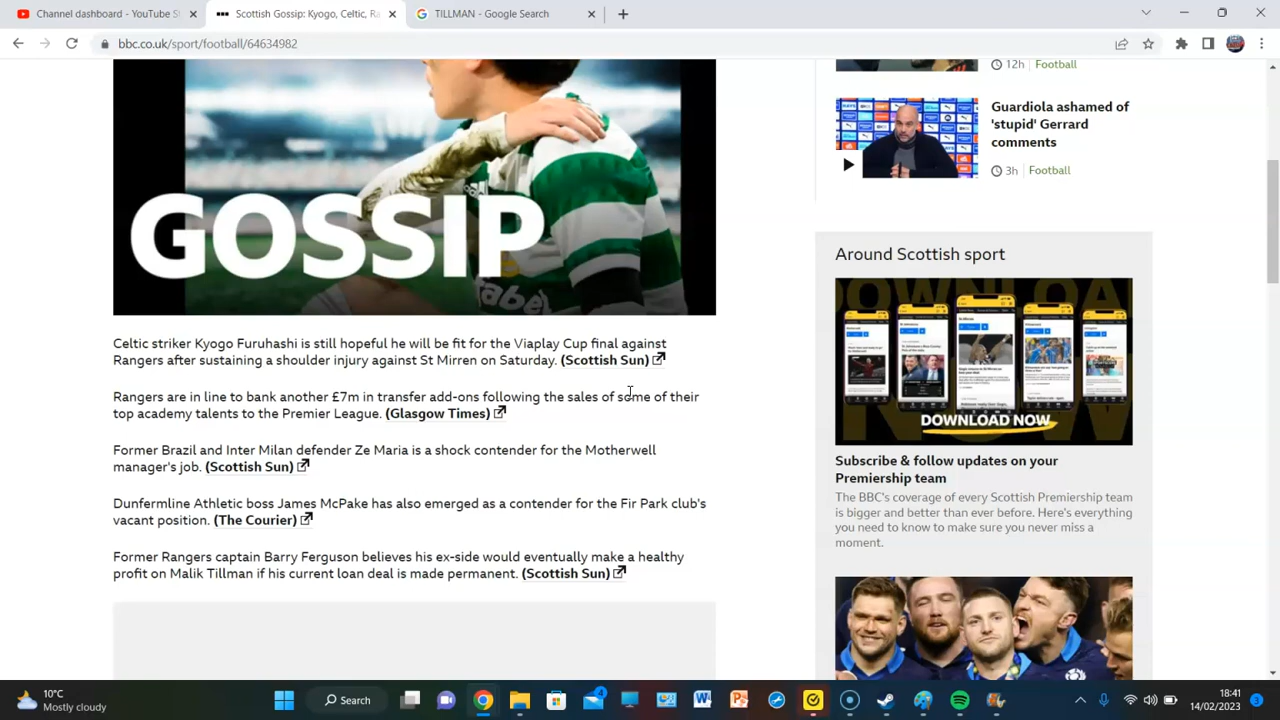 Channel dashboard - YouTube S
Scottish Gossip: Kyogo, Celtic, Ra
TILLMAN - Google Search
bbc.co.uk/sport/football/64634982
GOSSIP
Celtic striker Kyogo Furuhashi is still hopeful he will be fit for the Viaplay Cup final against
Rangers after sustaining a shoulder injury against St Mirren on Saturday. (Scottish Sun)
Rangers are in line to bank another £7m in transfer add-ons following the sales of some of their
top academy talents to the Premier League. (Glasgow Times)
Former Brazil and Inter Milan defender Ze Maria is a shock contender for the Motherwell
manager's job. (Scottish Sun)
Dunfermline Athletic boss James McPake has also emerged as a contender for the Fir Park club's
vacant position. (The Courier)
Former Rangers captain Barry Ferguson believes his ex-side would eventually make a healthy
profit on Malik Tillman if his current loan deal is made permanent. (Scottish Sun)
12h Football
Guardiola ashamed of
'stupid' Gerrard
comments
3h Football
Around Scottish sport
DOWNLOAD NOW
Subscribe & follow updates on your
Premiership team
The BBC's coverage of every Scottish Premiership team
is bigger and better than ever before. Here's everything
you need to know to make sure you never miss a
moment.
10°C
Mostly cloudy
Search
4
18:41
14/02/2023
1